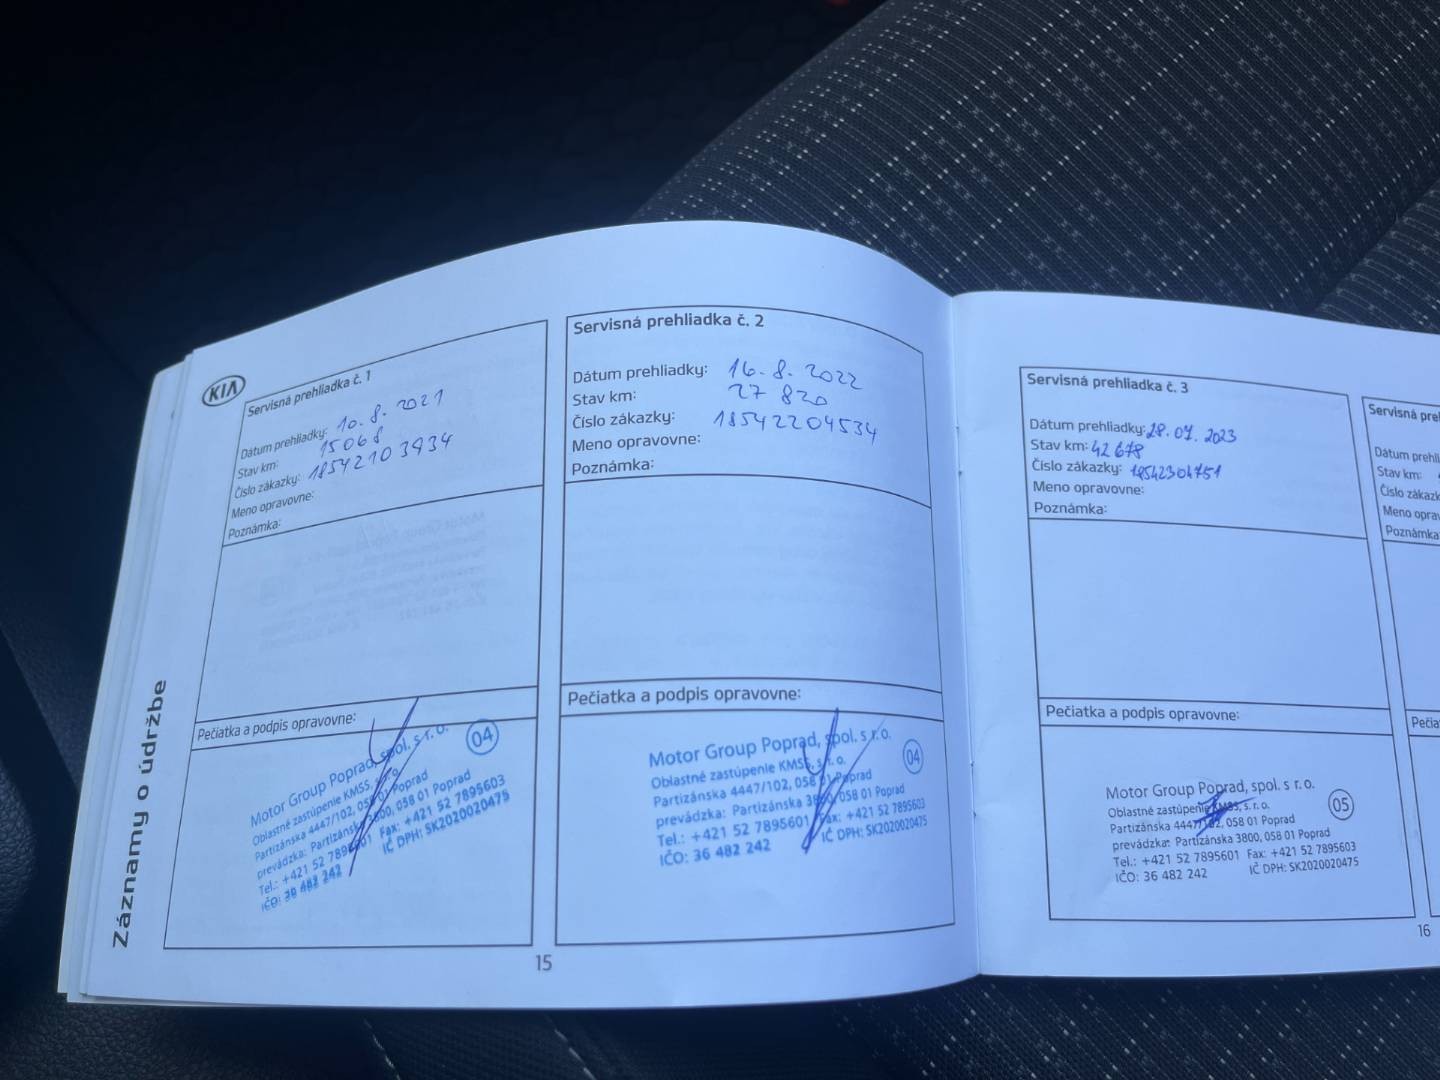 KIA
Záznamy o údržbe
Servisná prehliadka č. 1
Dátum prehliadky: 10. 8. 2021
Stav km: 15068
Číslo zákazky: 18542103934
Meno opravovne:
Poznámka:
Pečiatka a podpis opravovne:
Motor Group Poprad, spol. s r. o.
04
Oblastné zastúpenie KMSS, s. r. o.
Partizánska 4447/102, 058 01 Poprad
prevádzka: Partizánska 3800, 058 01 Poprad
Tel.: +421 52 7895601 Fax: +421 52 7895603
IČO: 36 482 242 IČ DPH: SK2020020475
Servisná prehliadka č. 2
Dátum prehliadky: 16. 8. 2022
Stav km: 27 820
Číslo zákazky: 18542204534
Meno opravovne:
Poznámka:
Pečiatka a podpis opravovne:
Motor Group Poprad, spol. s r. o.
04
Oblastné zastúpenie KMSS, s. r. o.
Partizánska 4447/102, 058 01 Poprad
prevádzka: Partizánska 3800, 058 01 Poprad
Tel.: +421 52 7895601 Fax: +421 52 7895603
IČO: 36 482 242 IČ DPH: SK2020020475
15
Servisná prehliadka č. 3
Dátum prehliadky: 28. 07. 2023
Stav km: 42 678
Číslo zákazky: 18542304751
Meno opravovne:
Poznámka:
Pečiatka a podpis opravovne:
Motor Group Poprad, spol. s r. o.
05
Oblastné zastúpenie KMSS, s. r. o.
Partizánska 4447/102, 058 01 Poprad
prevádzka: Partizánska 3800, 058 01 Poprad
Tel.: +421 52 7895601 Fax: +421 52 7895603
IČO: 36 482 242 IČ DPH: SK2020020475
Servisná
Dátum
Stav km:
Číslo
Meno
Poznámka
16